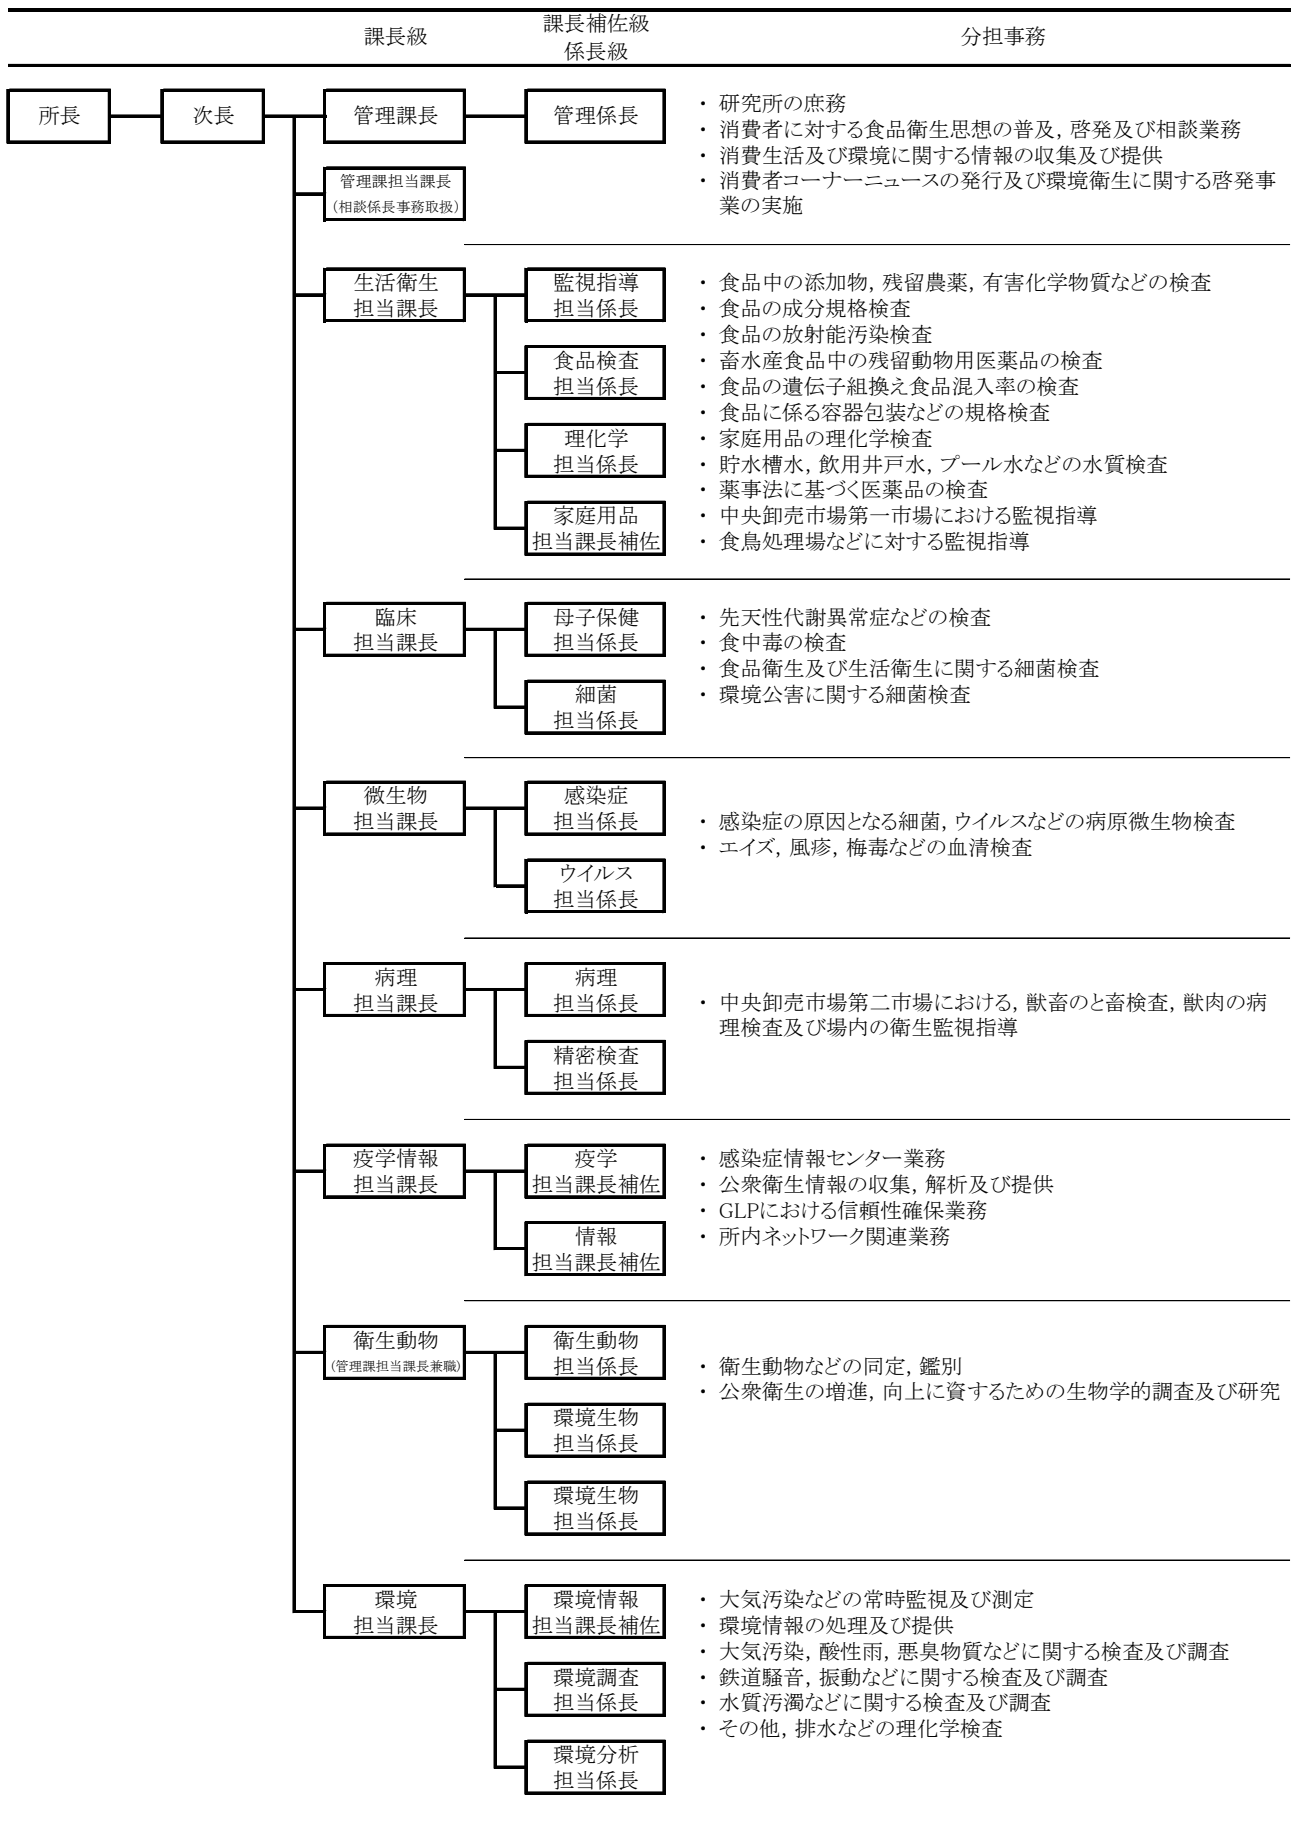 課長級
課長補佐級
係長級
分担事務
所長
次長
管理課長
管理係長
・ 研究所の庶務
・ 消費者に対する食品衛生思想の普及, 啓発及び相談業務
・ 消費生活及び環境に関する情報の収集及び提供
・ 消費者コーナーニュースの発行及び環境衛生に関する啓発事
業の実施
管理課担当課長
(相談係長事務取扱)
生活衛生
担当課長
監視指導
担当係長
食品検査
担当係長
理化学
担当係長
家庭用品
担当課長補佐
・ 食品中の添加物, 残留農薬, 有害化学物質などの検査
・ 食品の成分規格検査
・ 食品の放射能汚染検査
・ 畜水産食品中の残留動物用医薬品の検査
・ 食品の遺伝子組換え食品混入率の検査
・ 食品に係る容器包装などの規格検査
・ 家庭用品の理化学検査
・ 貯水槽水, 飲用井戸水, プール水などの水質検査
・ 薬事法に基づく医薬品の検査
・ 中央卸売市場第一市場における監視指導
・ 食鳥処理場などに対する監視指導
臨床
担当課長
母子保健
担当係長
細菌
担当係長
・ 先天性代謝異常症などの検査
・ 食中毒の検査
・ 食品衛生及び生活衛生に関する細菌検査
・ 環境公害に関する細菌検査
微生物
担当課長
感染症
担当係長
ウイルス
担当係長
・ 感染症の原因となる細菌, ウイルスなどの病原微生物検査
・ エイズ, 風疹, 梅毒などの血清検査
病理
担当課長
病理
担当係長
精密検査
担当係長
・ 中央卸売市場第二市場における, 獣畜のと畜検査, 獣肉の病
理検査及び場内の衛生監視指導
疫学情報
担当課長
疫学
担当課長補佐
情報
担当課長補佐
・ 感染症情報センター業務
・ 公衆衛生情報の収集, 解析及び提供
・ GLPにおける信頼性確保業務
・ 所内ネットワーク関連業務
衛生動物
(管理課担当課長兼職)
衛生動物
担当係長
環境生物
担当係長
環境生物
担当係長
・ 衛生動物などの同定, 鑑別
・ 公衆衛生の増進, 向上に資するための生物学的調査及び研究
環境
担当課長
環境情報
担当課長補佐
環境調査
担当係長
環境分析
担当係長
・ 大気汚染などの常時監視及び測定
・ 環境情報の処理及び提供
・ 大気汚染, 酸性雨, 悪臭物質などに関する検査及び調査
・ 鉄道騒音, 振動などに関する検査及び調査
・ 水質汚濁などに関する検査及び調査
・ その他, 排水などの理化学検査